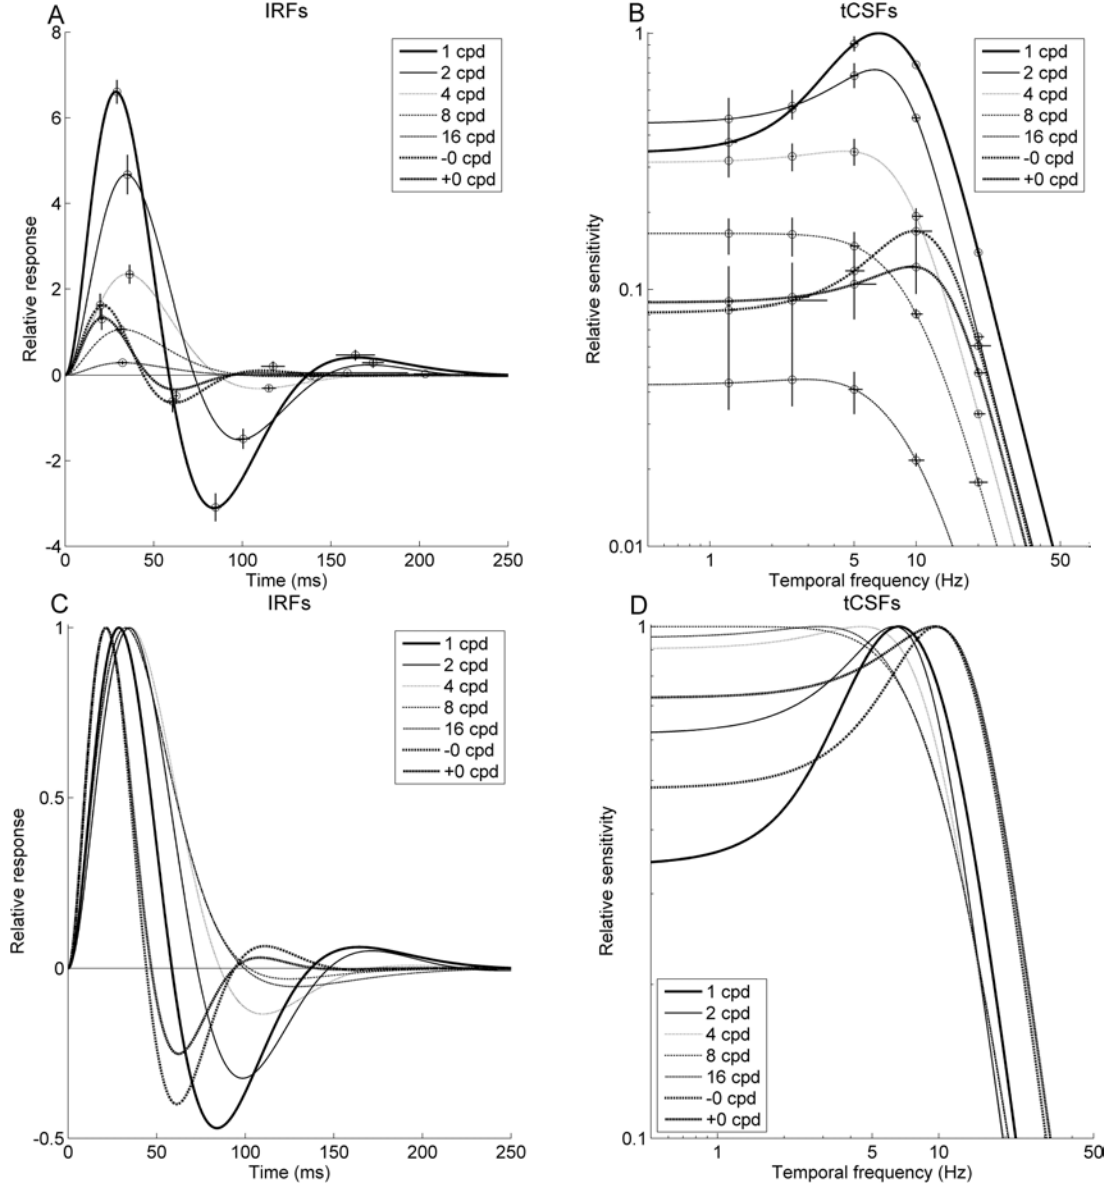 A
IRFs
8
6
4
2
0
-2
-4
Relative response
1 cpd
2 cpd
4 cpd
8 cpd
16 cpd
-0 cpd
+0 cpd
0
50
100
150
200
250
Time (ms)
B
tCSFs
1
0.1
0.01
Relative sensitivity
1 cpd
2 cpd
4 cpd
8 cpd
16 cpd
-0 cpd
+0 cpd
1
5
10
50
Temporal frequency (Hz)
C
IRFs
1
0.5
0
-0.5
Relative response
1 cpd
2 cpd
4 cpd
8 cpd
16 cpd
-0 cpd
+0 cpd
0
50
100
150
200
250
Time (ms)
D
tCSFs
1
0.1
Relative sensitivity
1 cpd
2 cpd
4 cpd
8 cpd
16 cpd
-0 cpd
+0 cpd
1
5
10
50
Temporal frequency (Hz)